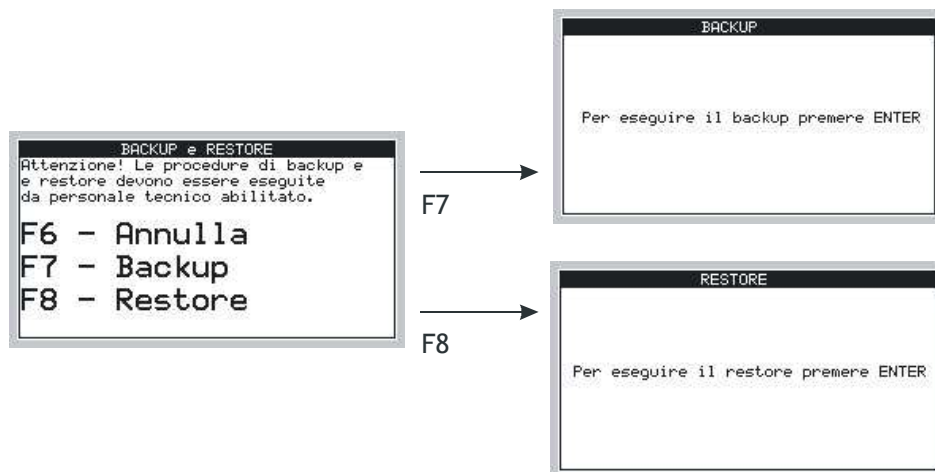 BACKUP e RESTORE
Attenzione! Le procedure di backup e
e restore devono essere eseguite
da personale tecnico abilitato.
F6 - Annulla
F7 - Backup
F8 - Restore
F7
BACKUP
Per eseguire il backup premere ENTER
F8
RESTORE
Per eseguire il restore premere ENTER